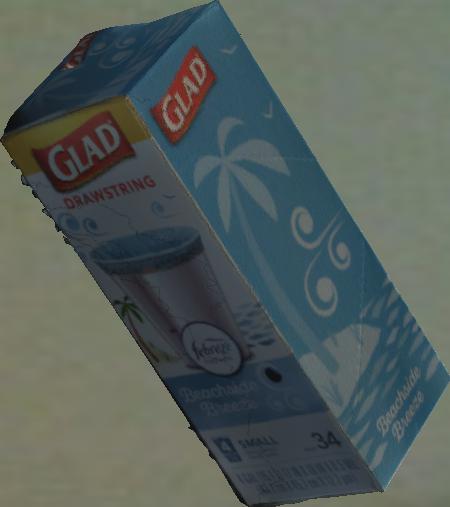 GLAD
GLAD
DRAWSTRING
febreze
Beachside
Breeze
SMALL
34
GLAD
Beachside
Breeze